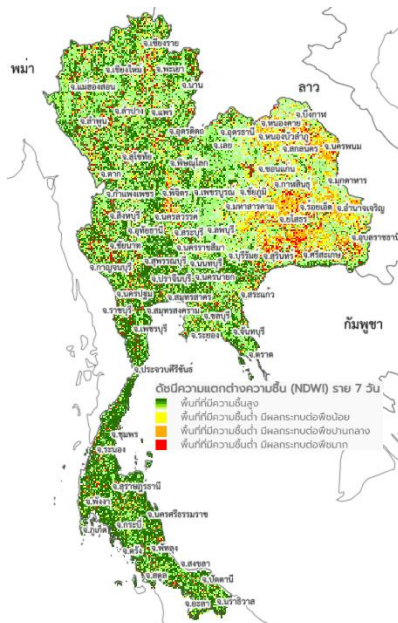 จ.เชียงราย
พม่า
จ.เชียงใหม่
จ.พะเยา
ลาว
จ.แม่ฮ่องสอน
จ.น่าน
จ.บึงกาฬ
จ.ลำปาง
จ.แพร่
จ.หนองคาย
จ.ลำพูน
จ.อุตรดิตถ์
จ.อุดรธานี
จ.หนองบัวลำภู
จ.เลย
จ.สกลนคร
จ.นครพนม
จ.สุโขทัย
จ.พิษณุโลก
จ.ขอนแก่น
จ.ตาก
จ.มุกดาหาร
จ.กาฬสินธุ์
จ.กำแพงเพชร
จ.พิจิตร
จ.เพชรบูรณ์
จ.ชัยภูมิ
จ.มหาสารคาม
จ.ร้อยเอ็ด
จ.อำนาจเจริญ
จ.สิงห์บุรี
จ.นครสวรรค์
จ.ยโสธร
จ.อุทัยธานี
จ.สระบุรี
จ.ลพบุรี
จ.อุบลราชธานี
จ.ชัยนาท
จ.นครราชสีมา
จ.บุรีรัมย์
จ.สุรินทร์
จ.ศรีสะเกษ
จ.สุพรรณบุรี
จ.นนทบุรี
จ.กาญจนบุรี
จ.ปราจีนบุรี
จ.นครนายก
จ.นครปฐม
จ.สมุทรสาคร
จ.สระแก้ว
จ.ราชบุรี
จ.สมุทรสงคราม
จ.ชลบุรี
กัมพูชา
จ.เพชรบุรี
จ.ระยอง
จ.จันทบุรี
จ.ตราด
จ.ประจวบคีรีขันธ์
ดัชนีความแตกต่างความชื้น (NDWI) ราย 7 วัน
พื้นที่ที่มีความชื้นสูง
พื้นที่ที่มีความชื้นต่ำ มีผลกระทบต่อพืชน้อย
พื้นที่ที่มีความชื้นต่ำ มีผลกระทบต่อพืชปานกลาง
พื้นที่ที่มีความชื้นต่ำ มีผลกระทบต่อพืชมาก
จ.ชุมพร
จ.ระนอง
จ.สุราษฎร์ธานี
จ.พังงา
จ.นครศรีธรรมราช
จ.กระบี่
จ.ภูเก็ต
จ.ตรัง
จ.พัทลุง
จ.สงขลา
จ.สตูล
จ.ปัตตานี
จ.ยะลา
จ.นราธิวาส